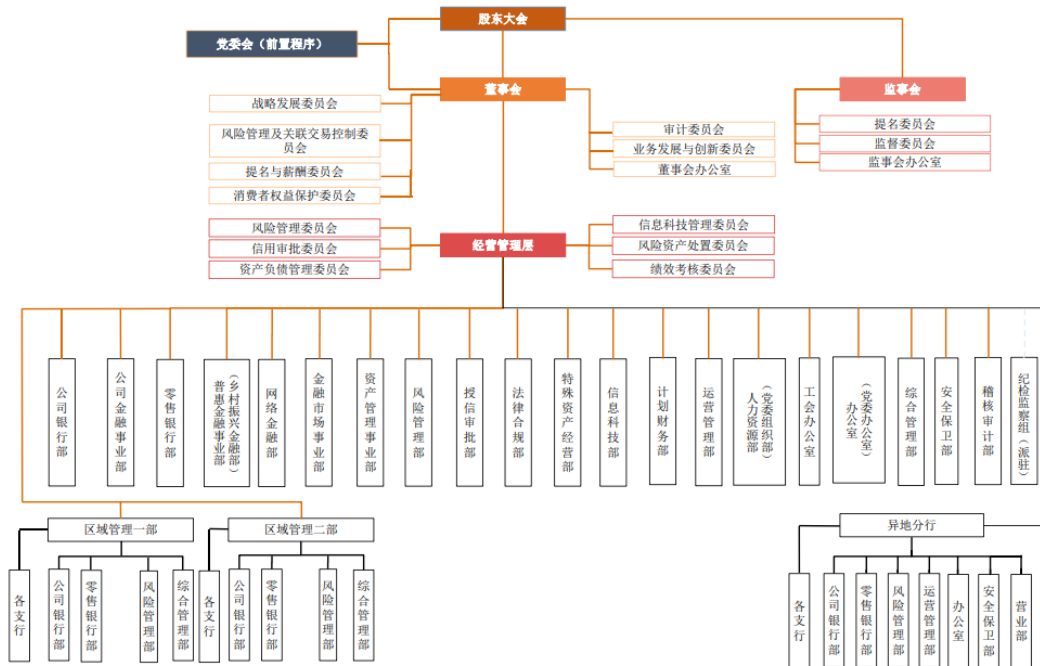 股东大会
党委会（前置程序）
董事会
监事会
战略发展委员会
风险管理及关联交易控制委
员会
提名与薪酬委员会
消费者权益保护委员会
审计委员会
业务发展与创新委员会
董事会办公室
提名委员会
监督委员会
监事会办公室
风险管理委员会
信用审批委员会
资产负债管理委员会
经营管理层
信息科技管理委员会
风险资产处置委员会
绩效考核委员会
公司银行部
公司金融事业部
零售银行部
普惠金融事业部
（乡村振兴金融部）
网络金融部
金融市场事业部
资产管理事业部
风险管理部
授信审批部
法律合规部
特殊资产经营部
信息科技部
计划财务部
运营管理部
人力资源部
（党委组织部）
工会办公室
办公室
（党委办公室）
综合管理部
安全保卫部
稽核审计部
纪检监察组（派驻）
区域管理一部
各支行
公司银行部
零售银行部
风险管理部
综合管理部
区域管理二部
各支行
公司银行部
零售银行部
风险管理部
综合管理部
异地分行
各支行
公司银行部
零售银行部
风险管理部
运营管理部
办公室
安全保卫部
营业部